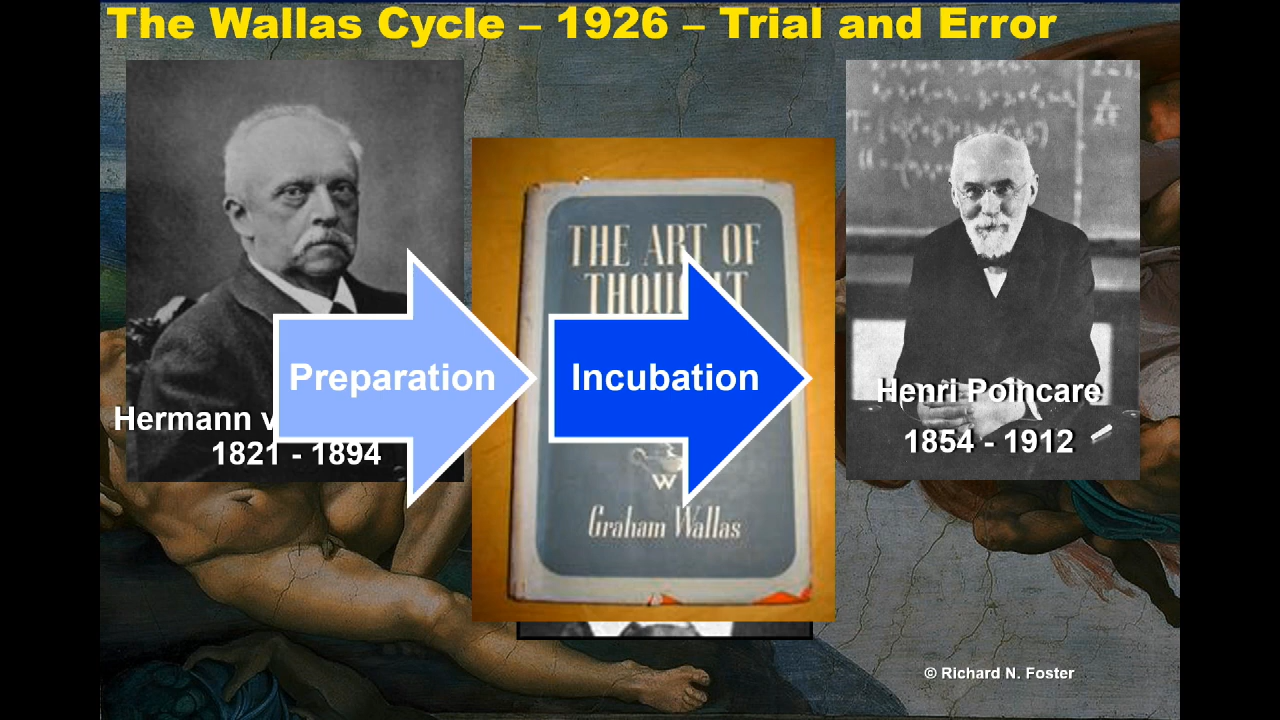 The Wallas Cycle – 1926 – Trial and Error
THE ART OF
Preparation
Incubation
Hermann v
1821 - 1894
Henri Poincare
1854 - 1912
W
Graham Wallas
© Richard N. Foster